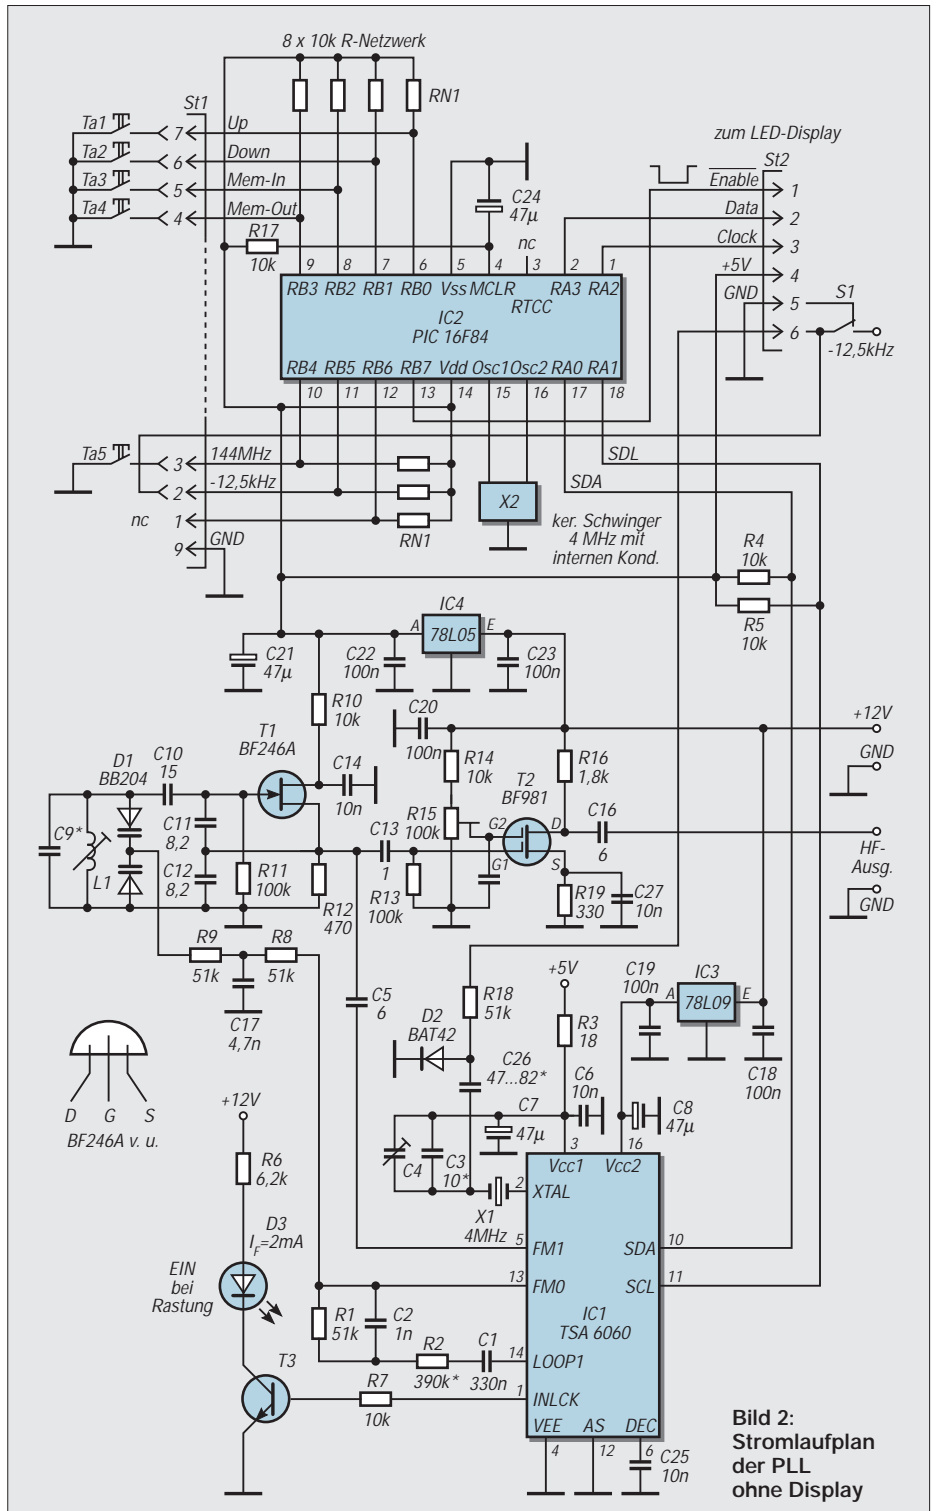 8 x 10k R-Netzwerk
St1
RN1
Ta1
7
Up
Ta2
6
Down
Ta3
5
Mem-In
Ta4
4
Mem-Out
zum LED-Display
St2
Enable
1
Data
2
Clock
3
+5V
4
GND
5
S1
6
-12,5kHz
C24
47µ
nc
R17
10k
9
8
7
6
5
4
3
2
1
RB3
RB2
RB1
RB0
Vss
MCLR
RTCC
RA3
RA2
IC2
PIC 16F84
RB4
RB5
RB6
RB7
Vdd
Osc1
Osc2
RA0
RA1
10
11
12
13
14
15
16
17
18
Ta5
3
144MHz
2
-12,5kHz
nc
1
9
GND
RN1
X2
SDL
SDA
ker. Schwinger
4 MHz mit
internen Kond.
R4
10k
R5
10k
IC4
A
78L05
E
C21
47µ
C22
100n
C23
100n
R10
10k
C20
100n
+12V
GND
T1
BF246A
C10
15
D1
BB204
C14
10n
R14
10k
R16
1,8k
T2
BF981
C9*
L1
C11
8,2
C12
8,2
R11
100k
R12
470
C13
1
R13
100k
R15
100k
G2
D
G1
S
C16
6
HF-
Ausg.
GND
R19
330
C27
10n
R9
51k
R8
51k
C17
4,7n
C5
6
R18
51k
D2
BAT42
+5V
R3
18
C19
100n
IC3
A
78L09
E
C18
100n
D
G
S
BF246A v. u.
+12V
R6
6,2k
C26
47...82*
C7
47µ
C6
10n
C8
47µ
C4
C3
10*
X1
4MHz
3
16
Vcc1
Vcc2
2
XTAL
5
FM1
SDA
10
13
FM0
SCL
11
IC1
TSA 6060
D3
IF=2mA
EIN
bei
Rastung
R1
51k
C2
1n
R2
390k*
C1
330n
14
LOOP1
T3
R7
10k
1
INLCK
VEE
AS
DEC
4
12
6
C25
10n
Bild 2:
Stromlaufplan
der PLL
ohne Display